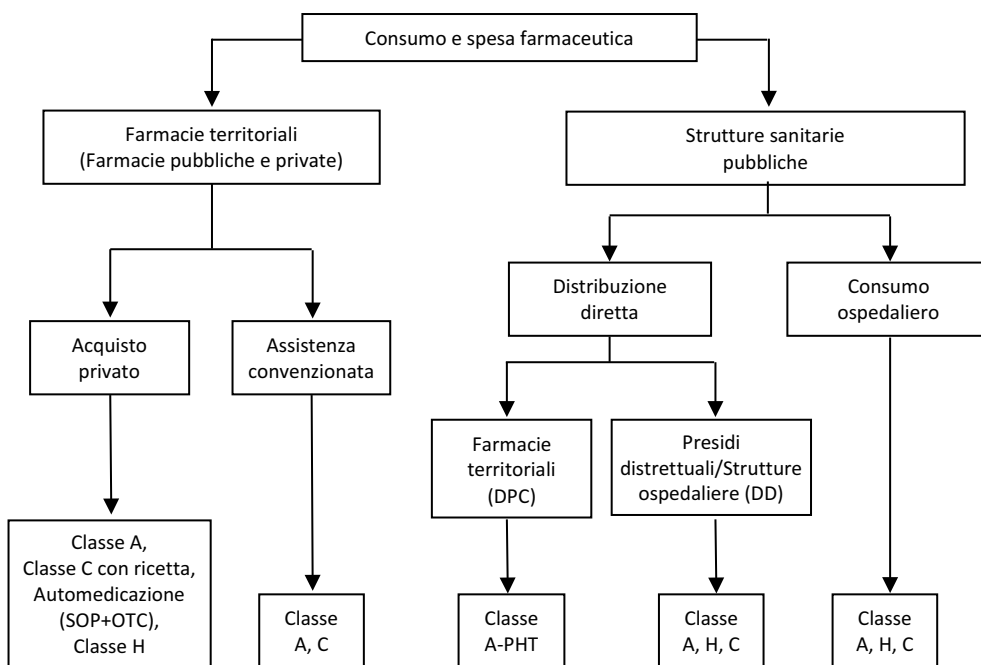 Consumo e spesa farmaceutica
Farmacie territoriali
(Farmacie pubbliche e private)
Strutture sanitarie
pubbliche
Distribuzione
diretta
Consumo
ospedaliero
Acquisto
privato
Assistenza
convenzionata
Farmacie
territoriali
(DPC)
Presidi
distrettuali/Strutture
ospedaliere (DD)
Classe A,
Classe C con ricetta,
Automedicazione
(SOP+OTC),
Classe H
Classe
A, C
Classe
A-PHT
Classe
A, H, C
Classe
A, H, C